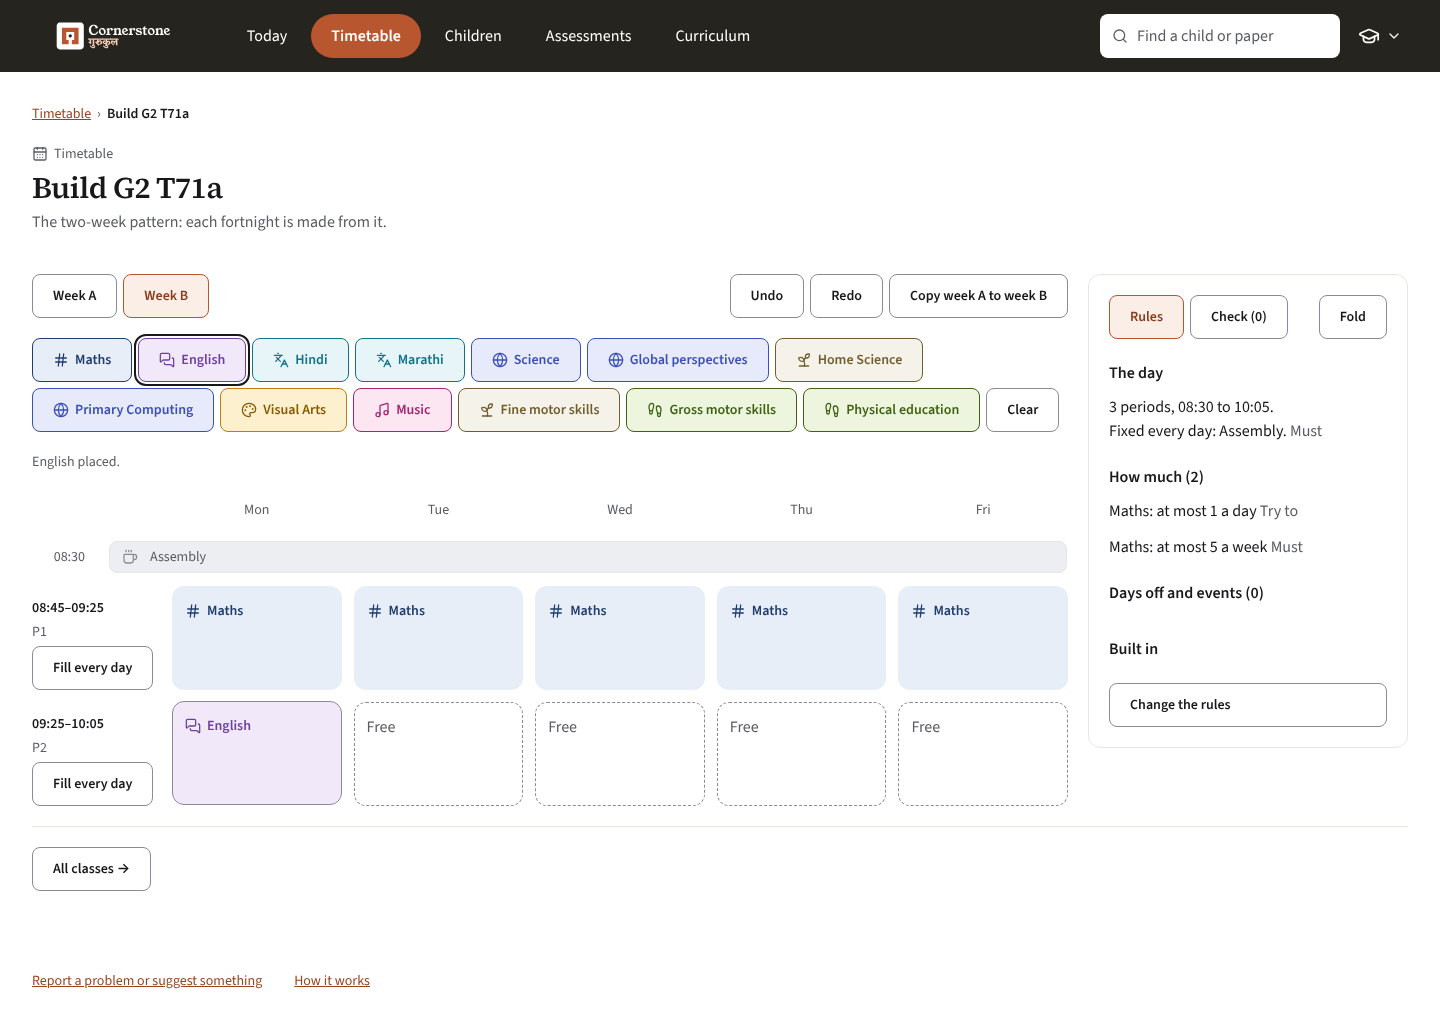 Cornerstone
गुरुकुल
Today
Timetable
Children
Assessments
Curriculum
Find a child or paper
Timetable › Build G2 T71a
Timetable
Build G2 T71a
The two-week pattern: each fortnight is made from it.
Week A
Week B
Undo
Redo
Copy week A to week B
Maths
English
Hindi
Marathi
Science
Global perspectives
Home Science
Primary Computing
Visual Arts
Music
Fine motor skills
Gross motor skills
Physical education
Clear
English placed.
Mon
Tue
Wed
Thu
Fri
08:30
Assembly
08:45–09:25
P1
Fill every day
Maths
Maths
Maths
Maths
Maths
09:25–10:05
P2
Fill every day
English
Free
Free
Free
Free
Rules
Check (0)
Fold
The day
3 periods, 08:30 to 10:05.
Fixed every day: Assembly. Must
How much (2)
Maths: at most 1 a day Try to
Maths: at most 5 a week Must
Days off and events (0)
Built in
Change the rules
All classes →
Report a problem or suggest something
How it works